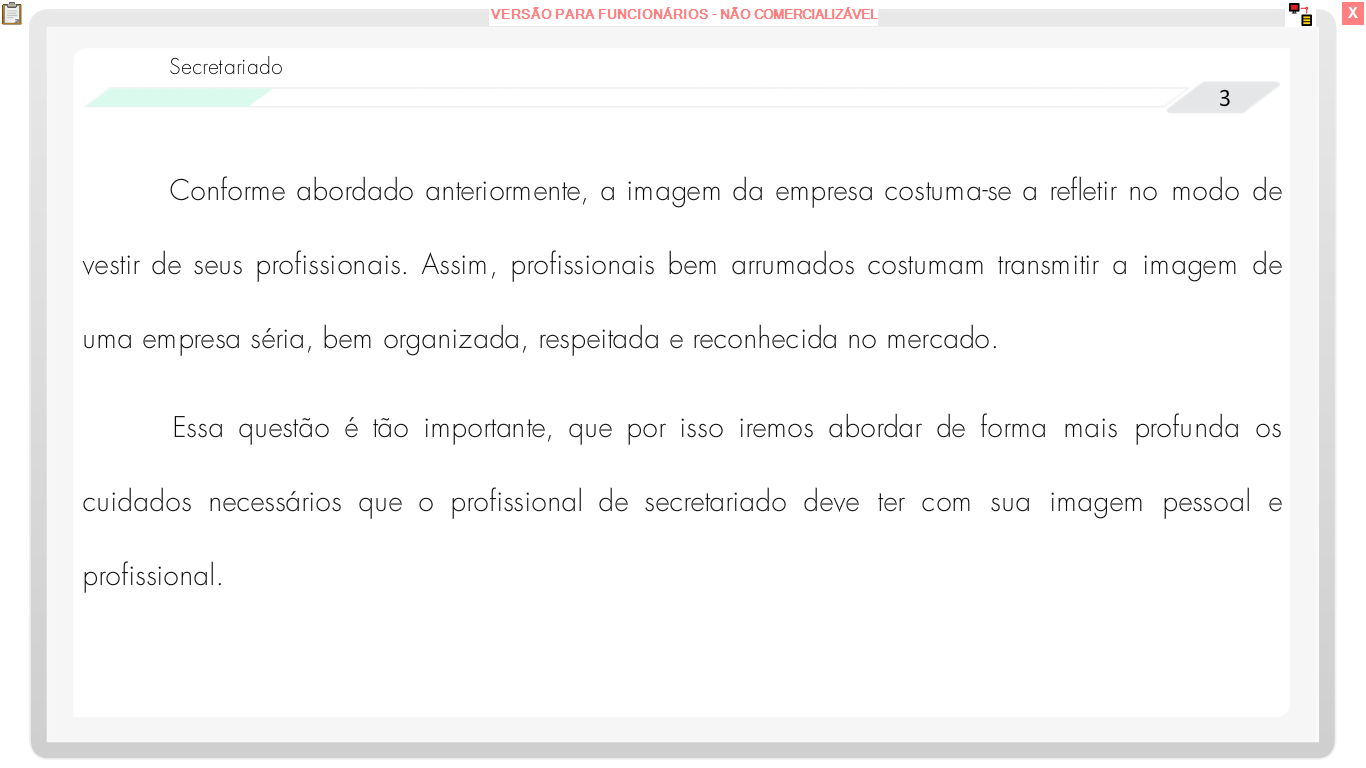 VERSÃO PARA FUNCIONÁRIOS - NÃO COMERCIALIZÁVEL
X
Secretariado
3
Conforme abordado anteriormente, a imagem da empresa costuma-se a refletir no modo de
vestir de seus profissionais. Assim, profissionais bem arrumados costumam transmitir a imagem de
uma empresa séria, bem organizada, respeitada e reconhecida no mercado.
Essa questão é tão importante, que por isso iremos abordar de forma mais profunda os
cuidados necessários que o profissional de secretariado deve ter com sua imagem pessoal e
profissional.